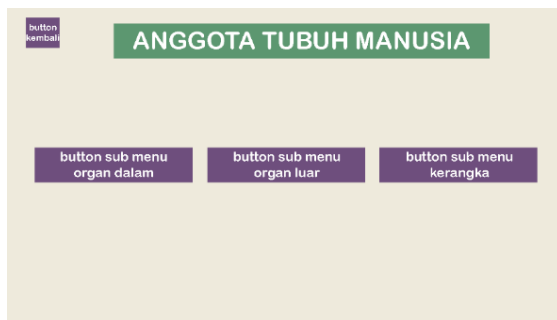 button
kembali
ANGGOTA TUBUH MANUSIA
button sub menu
organ dalam
button sub menu
organ luar
button sub menu
kerangka